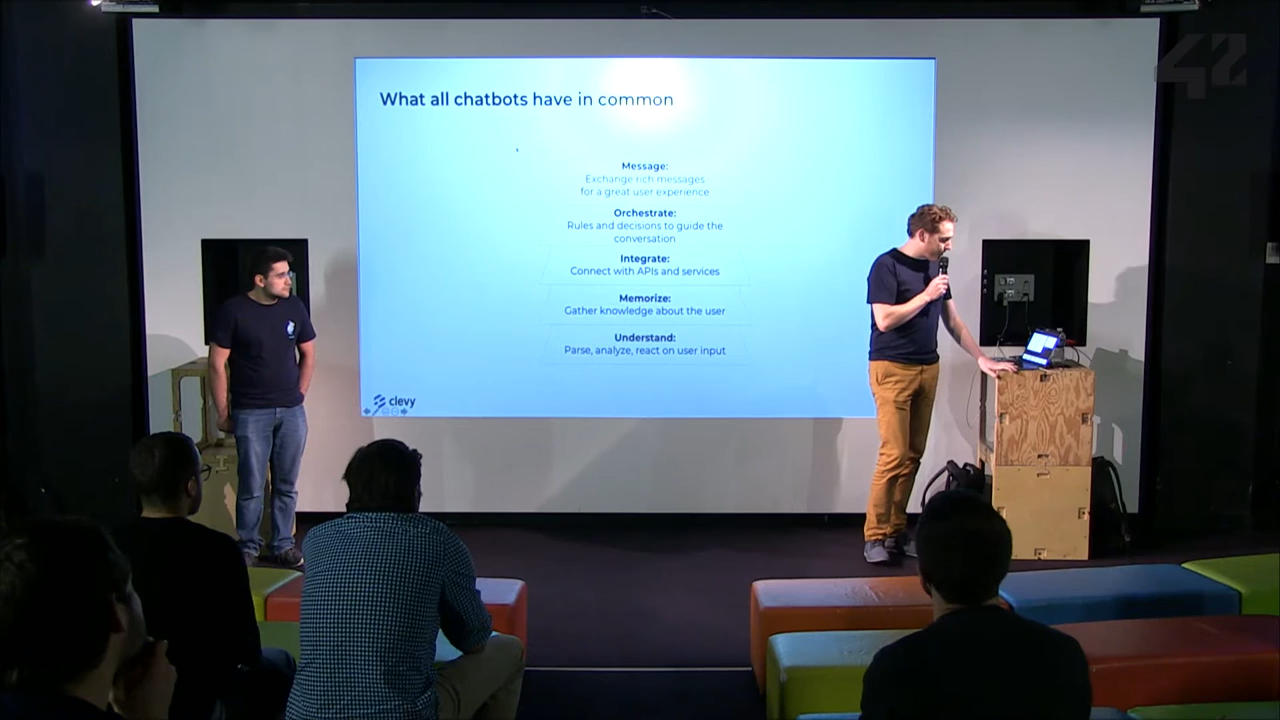 42
What all chatbots have in common
Message:
Exchange rich messages
for a great user experience
Orchestrate:
Rules and decisions to guide the
conversation
Integrate:
Connect with APIs and services
Memorize:
Gather knowledge about the user
Understand:
Parse, analyze, react on user input
clevy